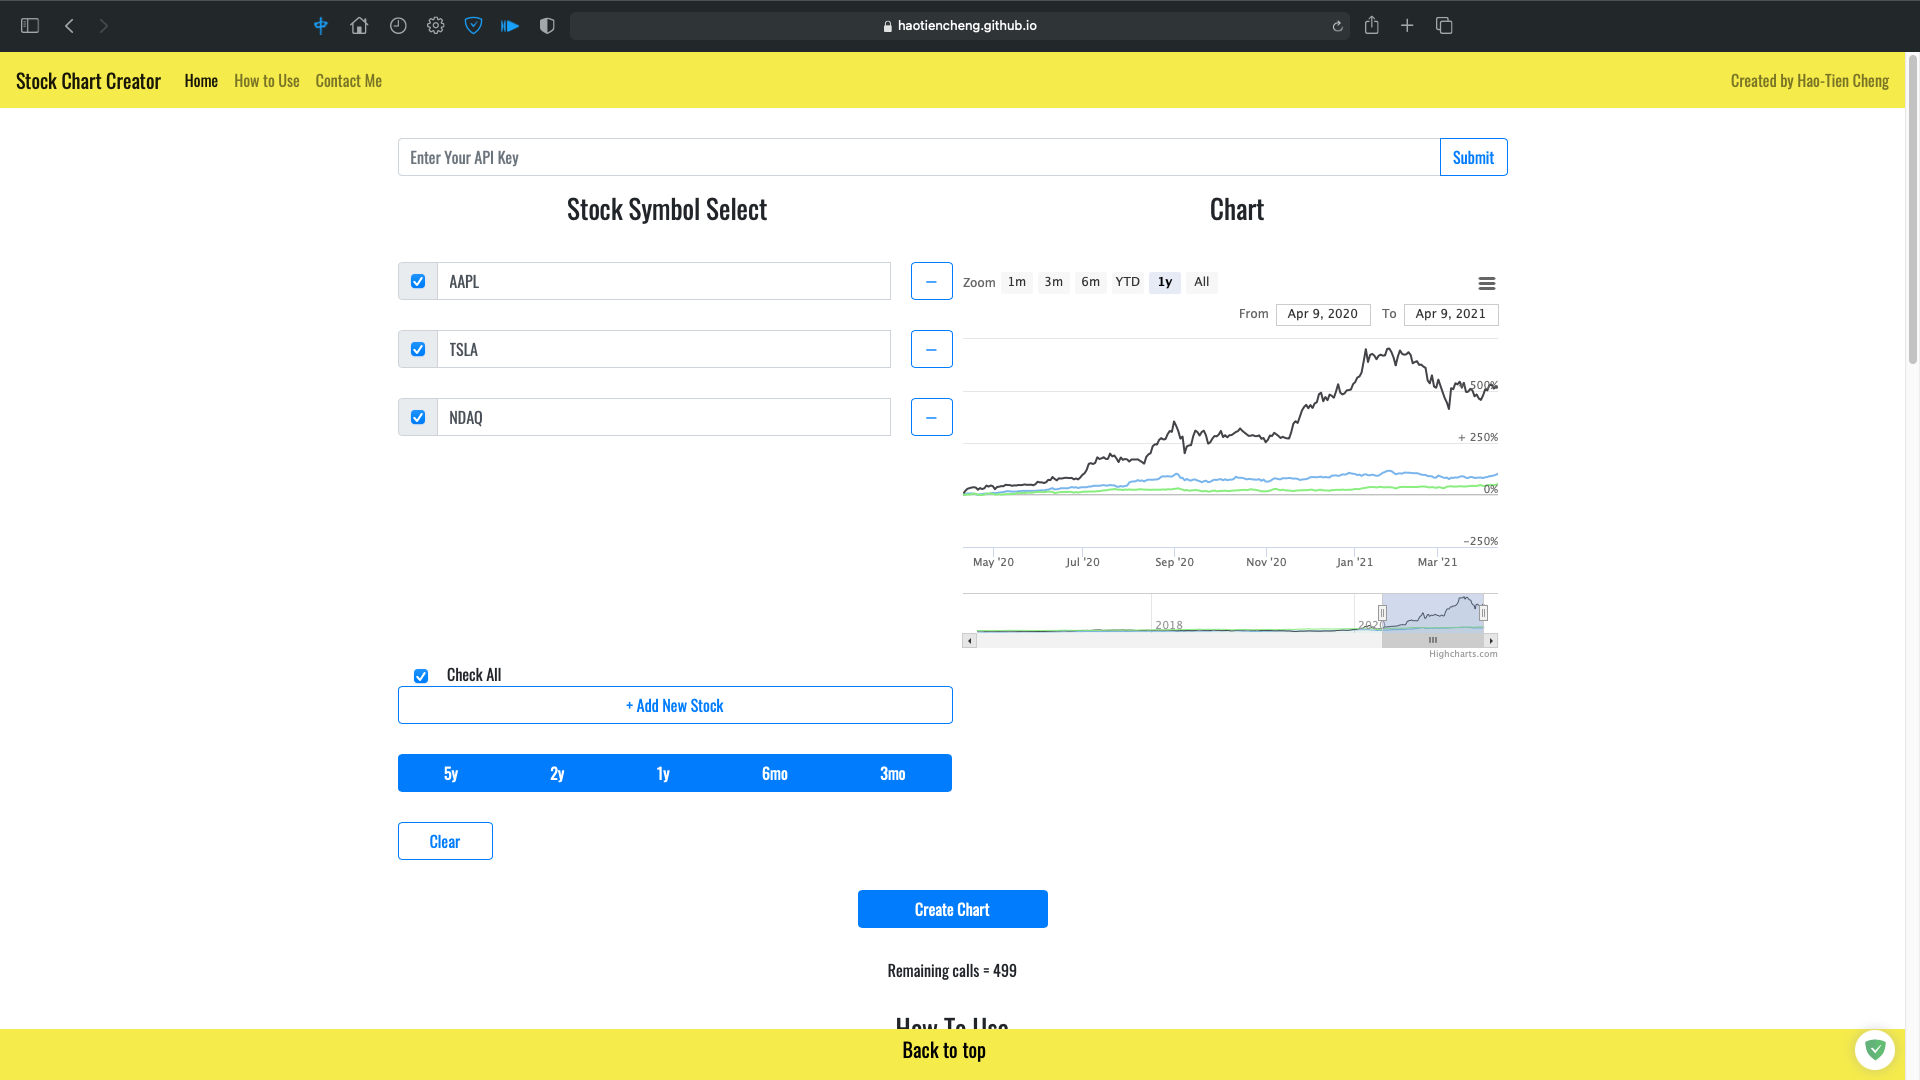 haotiencheng.github.io
Stock Chart Creator Home How to Use Contact Me Created by Hao-Tien Cheng
Enter Your API Key Submit
Stock Symbol Select
AAPL –
TSLA –
NDAQ –
Check All
+ Add New Stock
5y 2y 1y 6mo 3mo
Clear
Chart
Zoom 1m 3m 6m YTD 1y All
From Apr 9, 2020 To Apr 9, 2021
+ 500%
+ 250%
0%
-250%
May '20 Jul '20 Sep '20 Nov '20 Jan '21 Mar '21
2018 2020
Highcharts.com
Create Chart
Remaining calls = 499
How To Use
Back to top